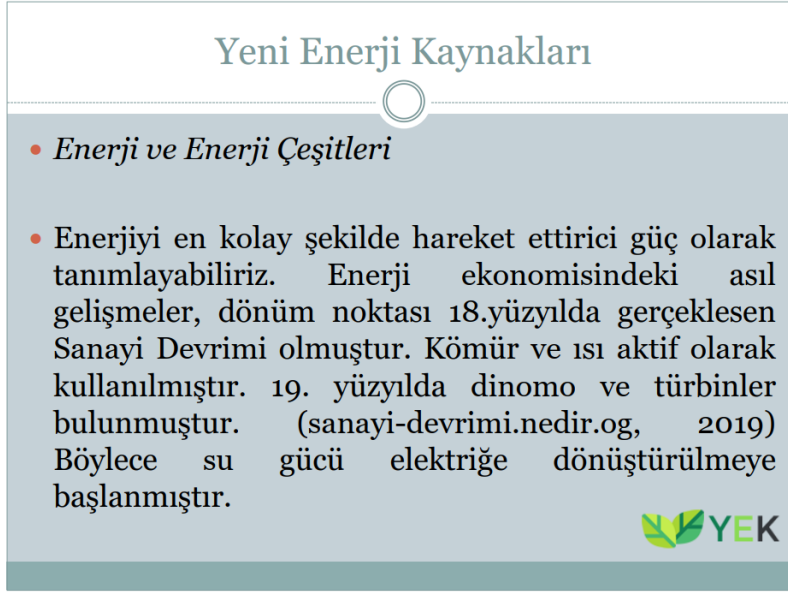 Yeni Enerji Kaynakları
• Enerji ve Enerji Çeşitleri
• Enerjiyi en kolay şekilde hareket ettirici güç olarak
tanımlayabiliriz. Enerji ekonomisindeki asıl
gelişmeler, dönüm noktası 18.yüzyılda gerçeklesen
Sanayi Devrimi olmuştur. Kömür ve ısı aktif olarak
kullanılmıştır. 19. yüzyılda dinomo ve türbinler
bulunmuştur. (sanayi-devrimi.nedir.og, 2019)
Böylece su gücü elektriğe dönüştürülmeye
başlanmıştır.
YEK